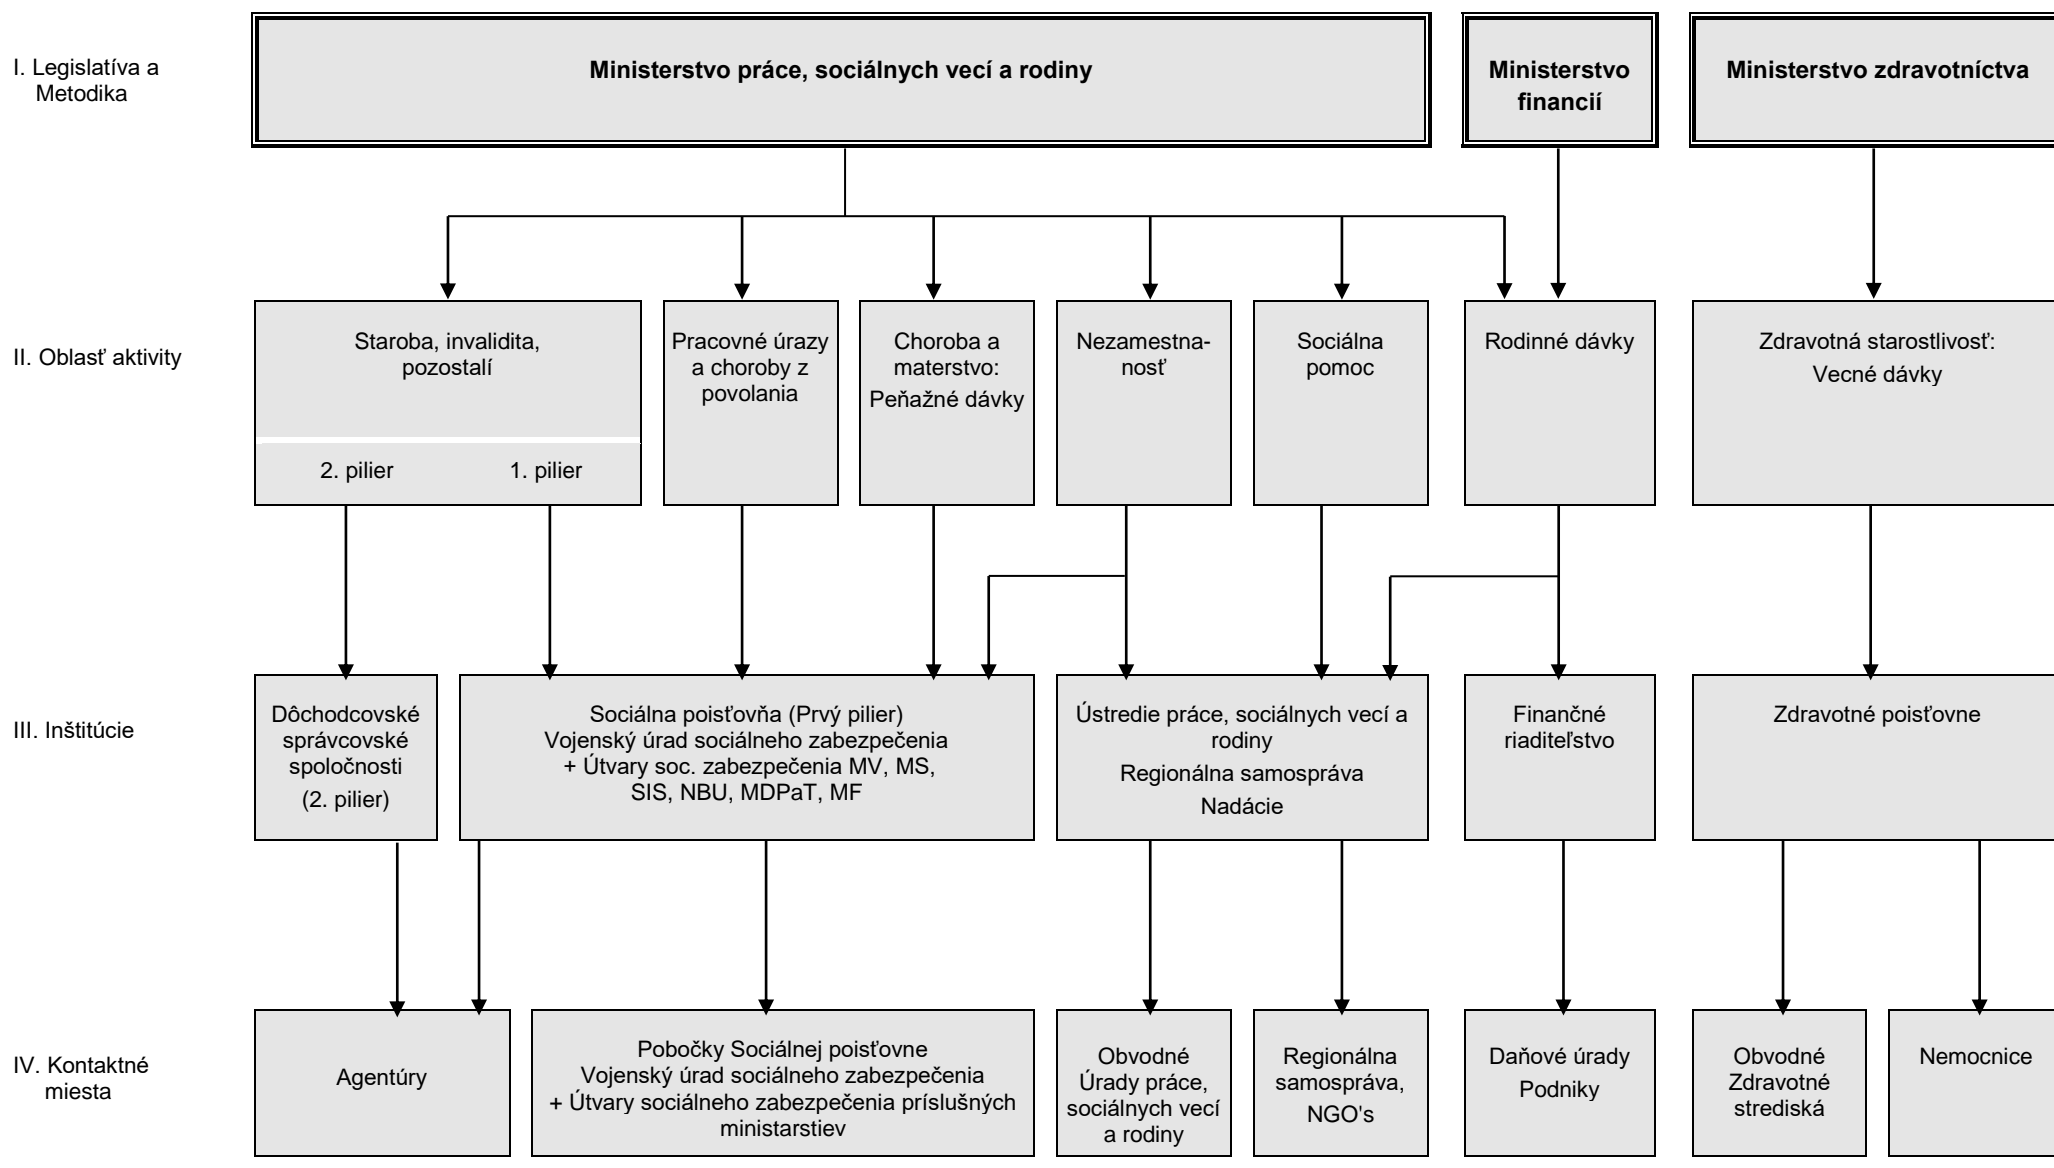 I. Legislatíva a
Metodika
Ministerstvo práce, sociálnych vecí a rodiny
Ministerstvo
financií
Ministerstvo zdravotníctva
II. Oblasť aktivity
Staroba, invalidita,
pozostalí
2. pilier
1. pilier
Pracovné úrazy
a choroby z
povolania
Choroba a
materstvo:
Peňažné dávky
Nezamestna-
nosť
Sociálna
pomoc
Rodinné dávky
Zdravotná starostlivosť:
Vecné dávky
III. Inštitúcie
Dôchodcovské
správcovské
spoločnosti
(2. pilier)
Sociálna poisťovňa (Prvý pilier)
Vojenský úrad sociálneho zabezpečenia
+ Útvary soc. zabezpečenia MV, MS,
SIS, NBU, MDPaT, MF
Ústredie práce, sociálnych vecí a
rodiny
Regionálna samospráva
Nadácie
Finančné
riaditeľstvo
Zdravotné poisťovne
IV. Kontaktné
miesta
Agentúry
Pobočky Sociálnej poisťovne
Vojenský úrad sociálneho zabezpečenia
+ Útvary sociálneho zabezpečenia príslušných
ministarstiev
Obvodné
Úrady práce,
sociálnych vecí
a rodiny
Regionálna
samospráva,
NGO's
Daňové úrady
Podniky
Obvodné
Zdravotné
strediská
Nemocnice